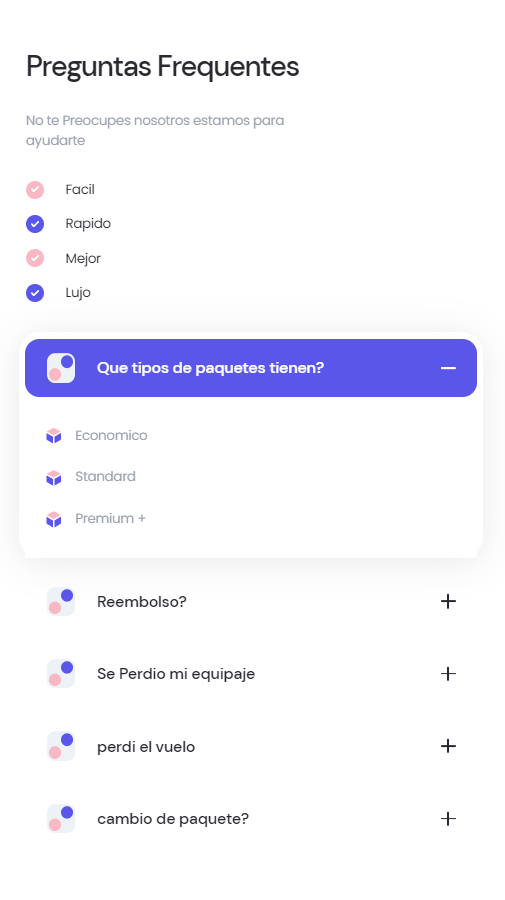 Preguntas Frequentes
No te Preocupes nosotros estamos para
ayudarte
Facil
Rapido
Mejor
Lujo
Que tipos de paquetes tienen?
Economico
Standard
Premium +
Reembolso?
Se Perdio mi equipaje
perdi el vuelo
cambio de paquete?